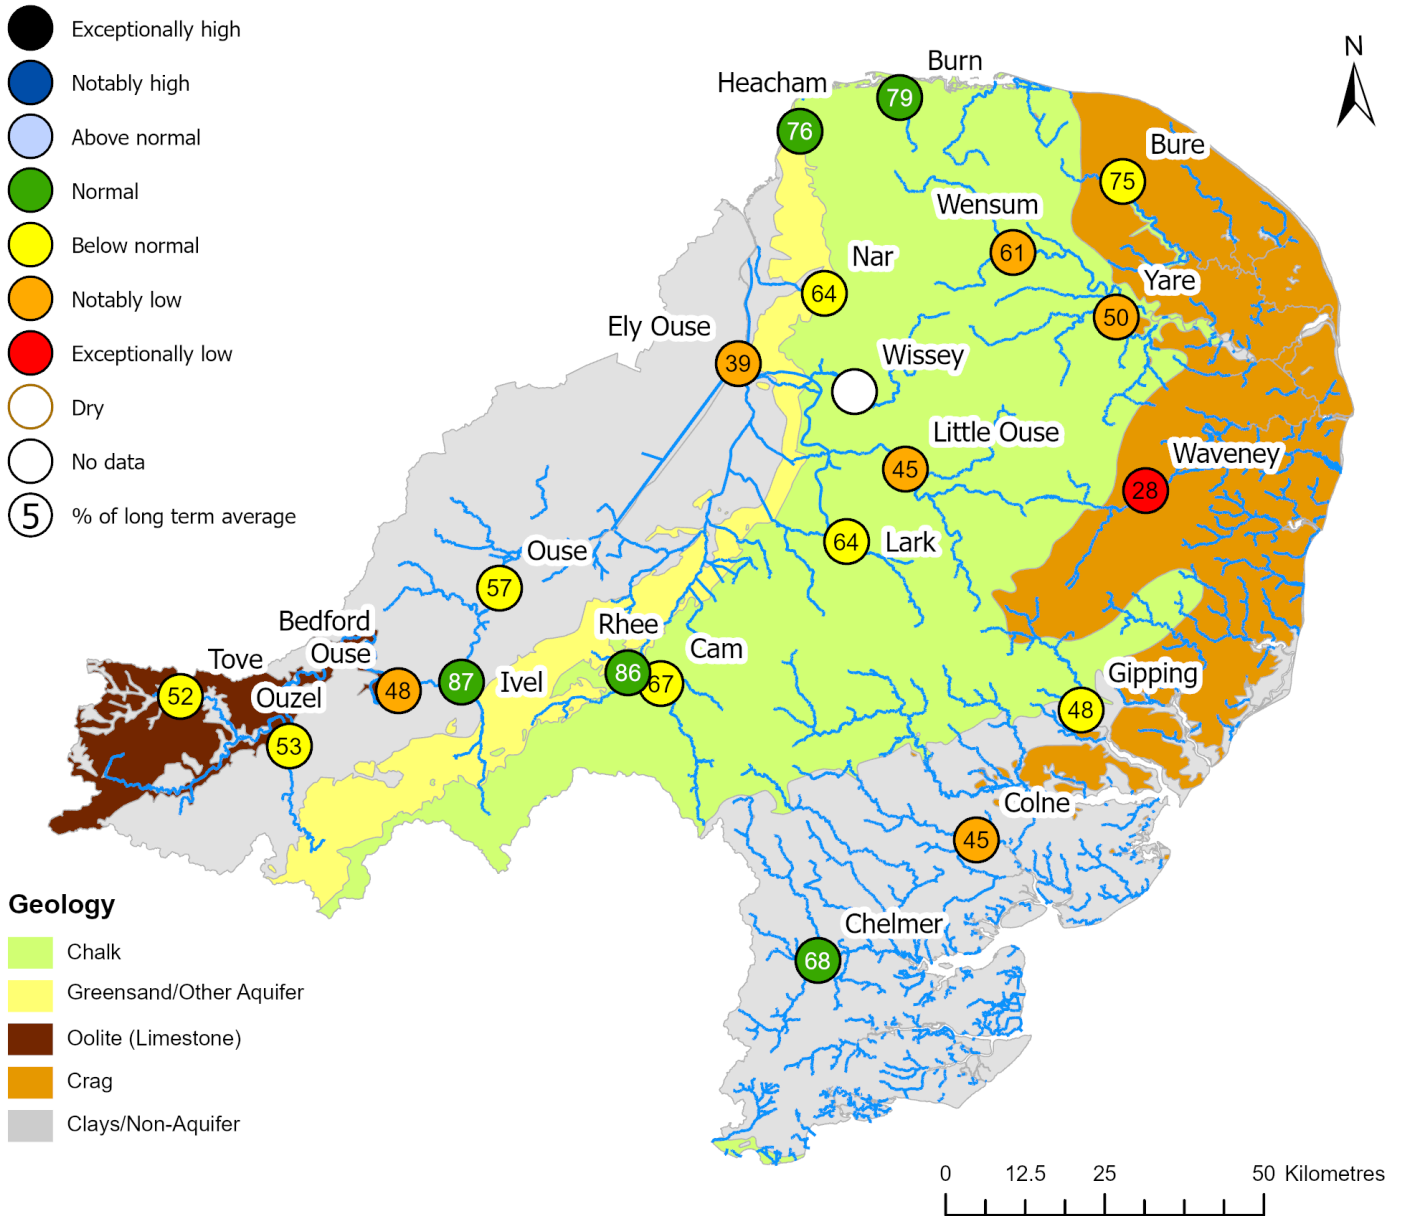 Exceptionally high
Notably high
Above normal
Normal
Below normal
Notably low
Exceptionally low
Dry
No data
5 % of long term average
N
Burn
79
Heacham
76
Bure
75
Wensum
61
Nar
64
Yare
50
Ely Ouse
39
Wissey
Little Ouse
45
Waveney
28
Lark
64
Ouse
57
Bedford
Ouse
48
Rhee
86
Cam
67
Tove
52
Ouzel
53
87
Ivel
Gipping
48
Colne
45
Chelmer
68
Geology
Chalk
Greensand/Other Aquifer
Oolite (Limestone)
Crag
Clays/Non-Aquifer
0 12.5 25 50 Kilometres